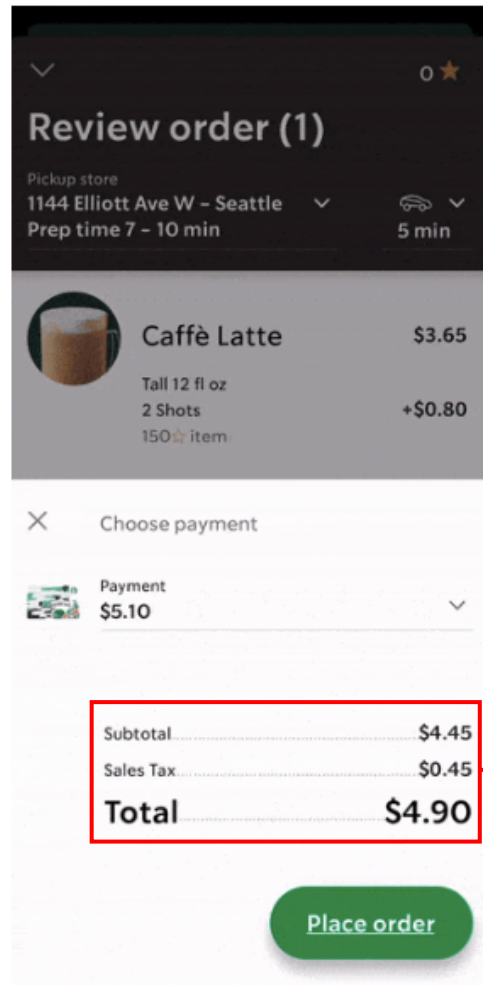 0
Review order (1)
Pickup store
1144 Elliott Ave W – Seattle
Prep time 7 – 10 min
5 min
Caffè Latte $3.65
Tall 12 fl oz
2 Shots +$0.80
150☆ item
Choose payment
Payment
$5.10
Subtotal $4.45
Sales Tax $0.45
Total $4.90
Place order